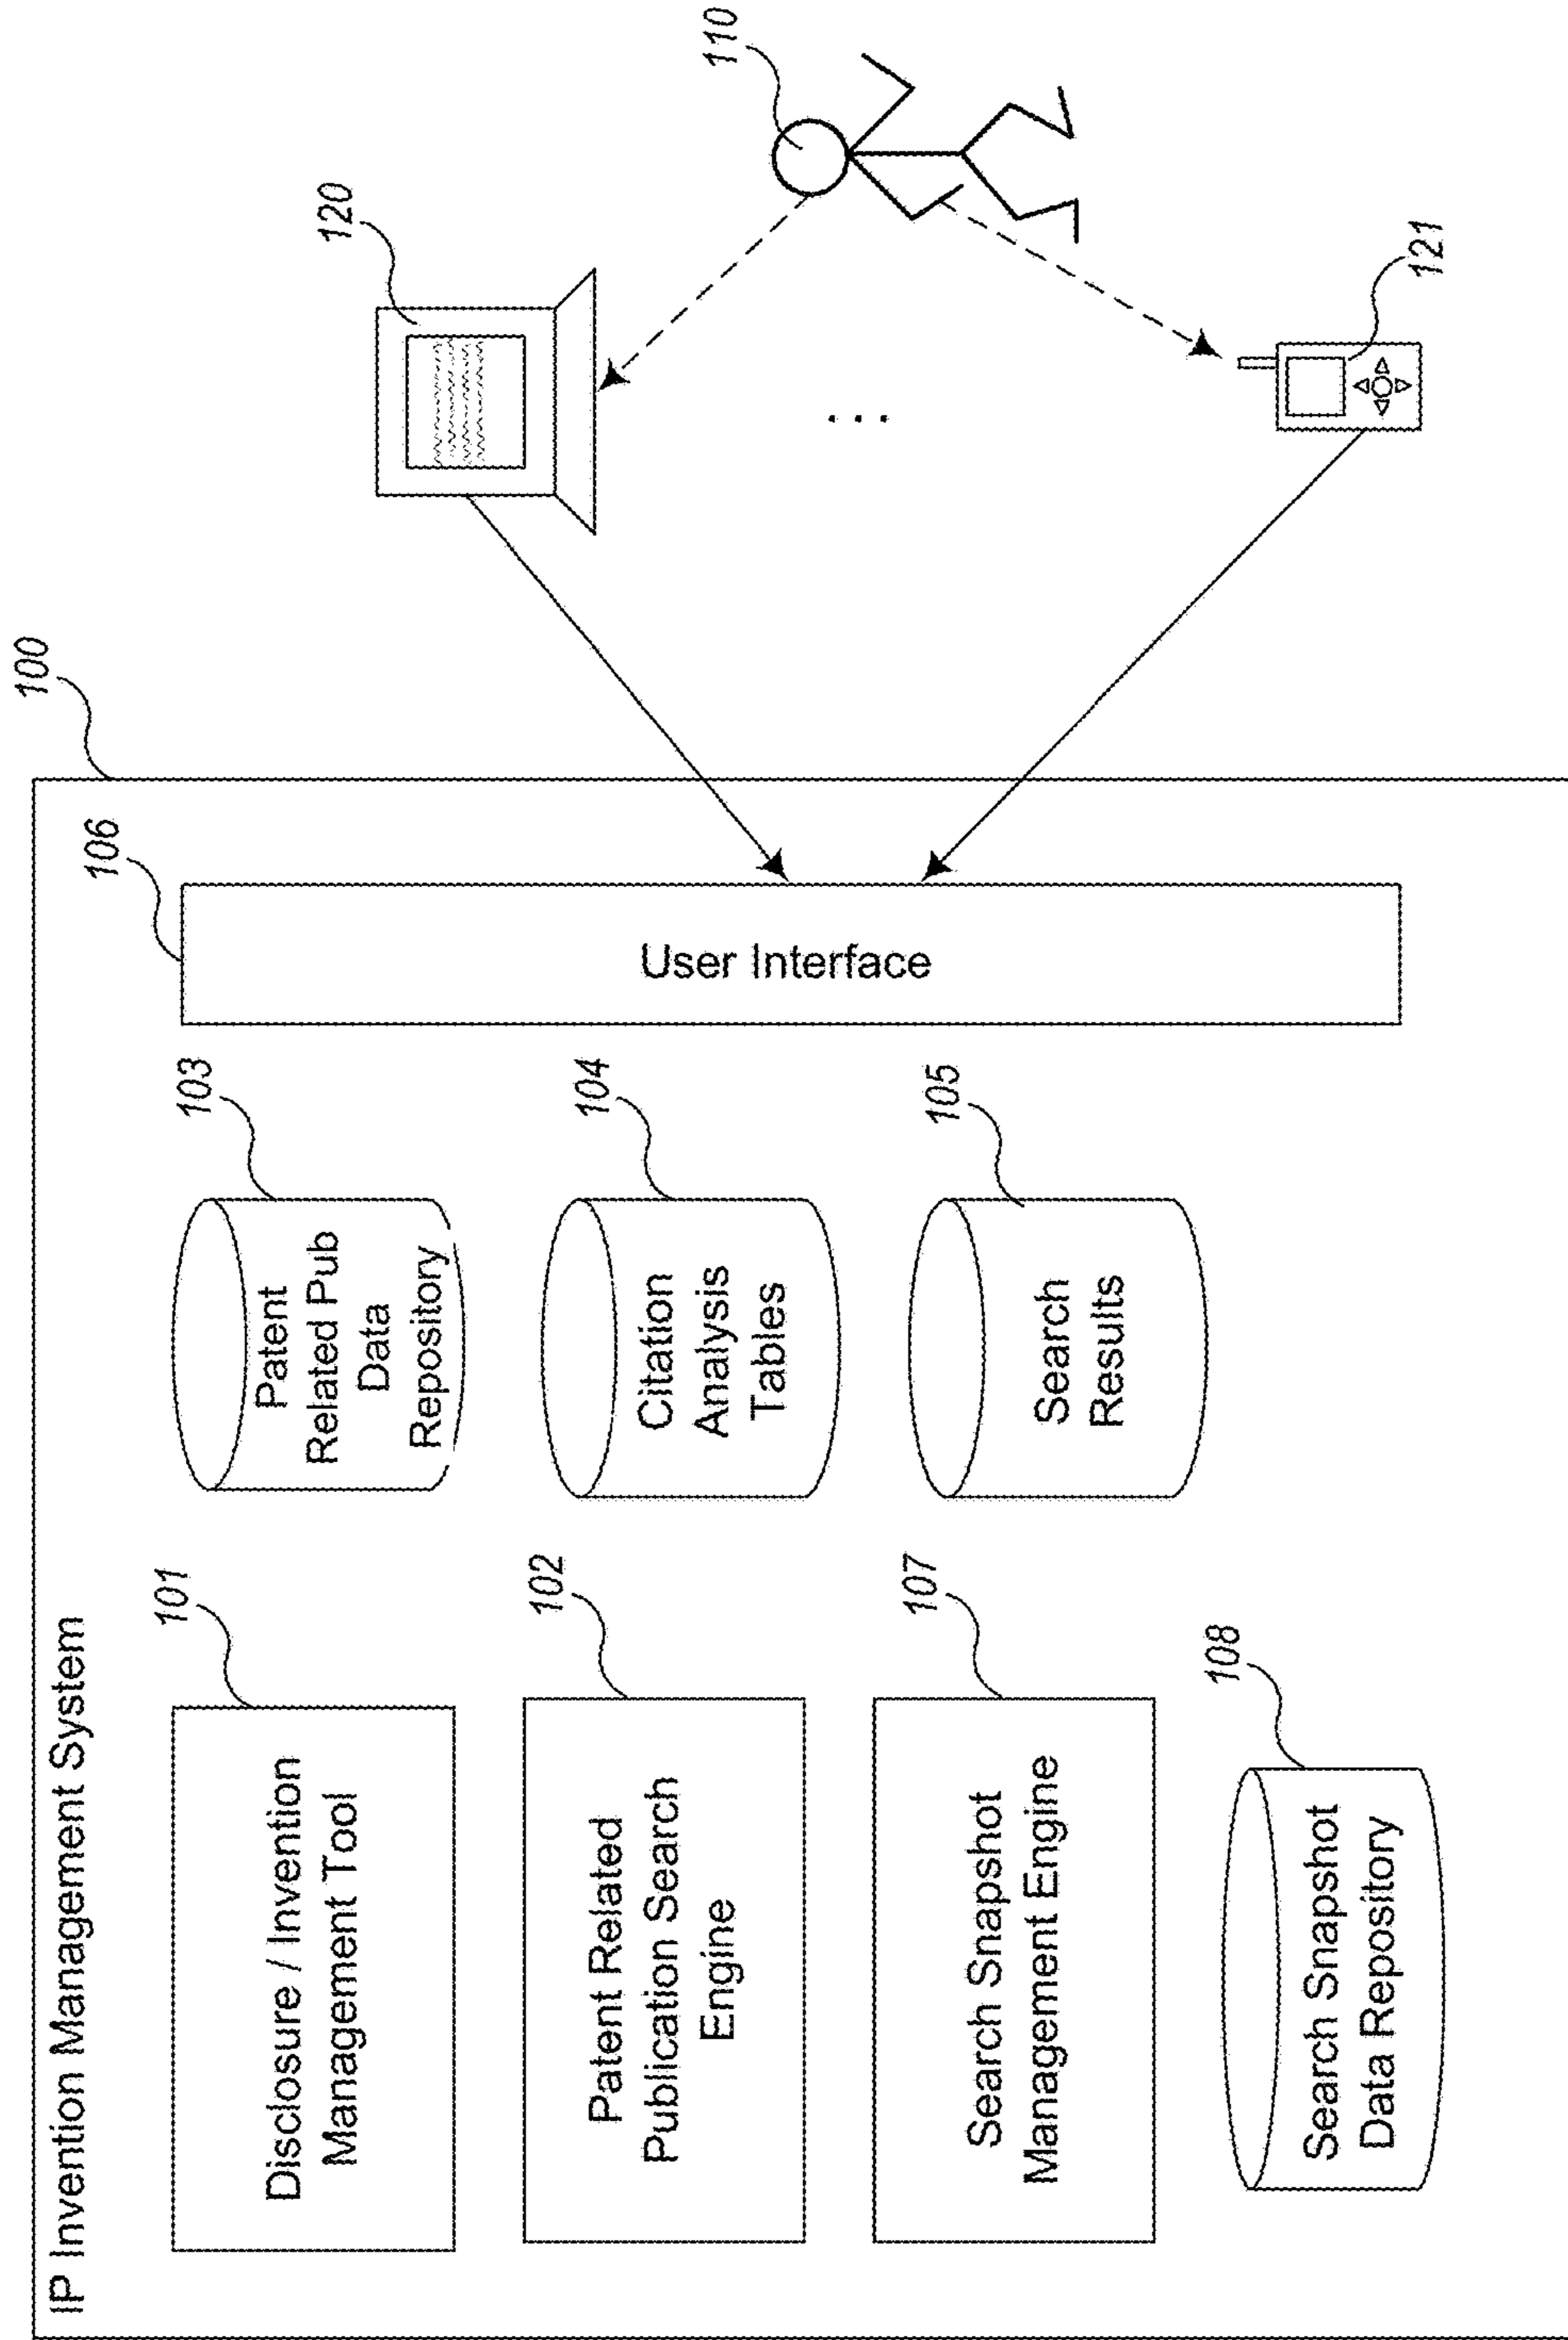 IP Invention Management System
100
101
Disclosure / Invention
Management Tool
102
Patent Related
Publication Search
Engine
107
Search Snapshot
Management Engine
108
Search Snapshot
Data Repository
103
Patent
Related Pub
Data
Repository
104
Citation
Analysis
Tables
105
Search
Results
106
User Interface
120
...
121
110